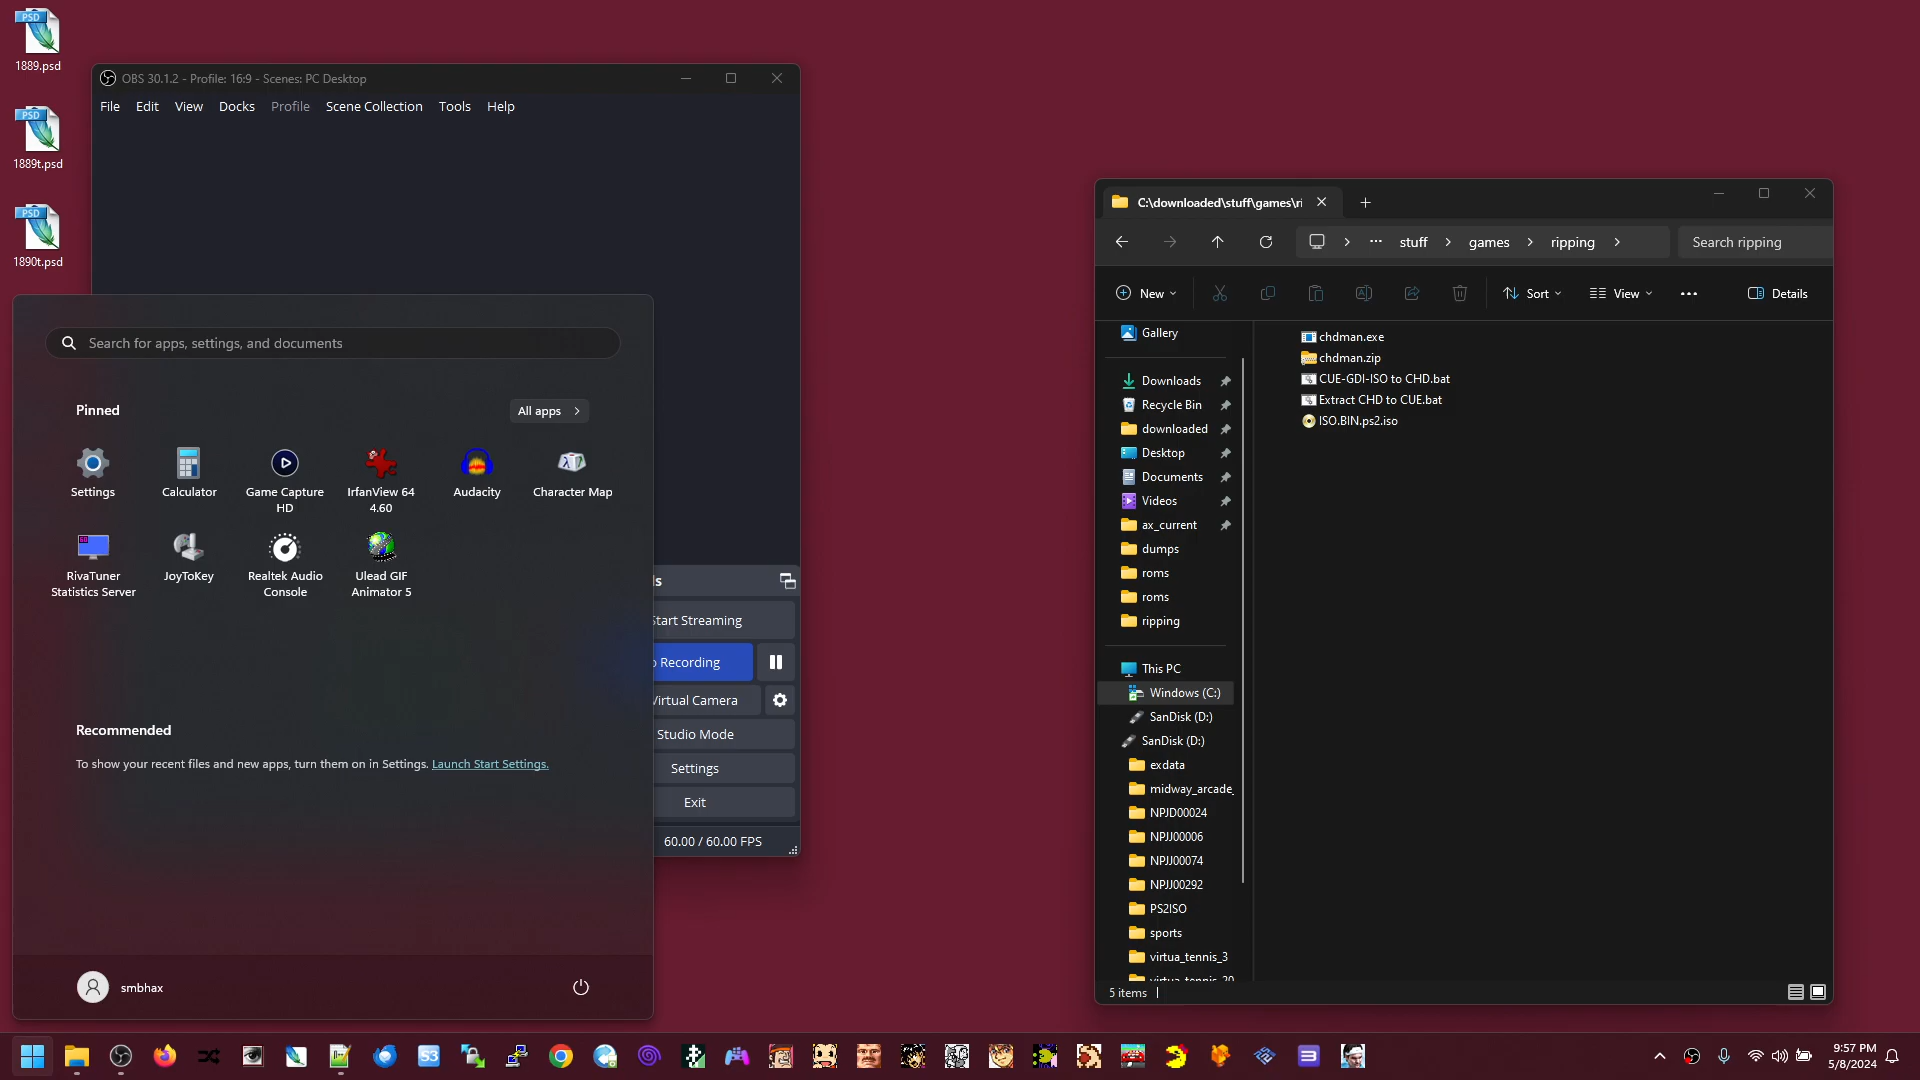 PSD
1889.psd
PSD
1889t.psd
PSD
1890t.psd
OBS 30.1.2 - Profile: 16:9 - Scenes: PC Desktop
File Edit View Docks Profile Scene Collection Tools Help
Search for apps, settings, and documents
Pinned
All apps
Settings
Calculator
Game Capture
HD
IrfanView 64
4.60
Audacity
Character Map
RivaTuner
Statistics Server
JoyToKey
Realtek Audio
Console
Ulead GIF
Animator 5
Recommended
To show your recent files and new apps, turn them on in Settings. Launch Start Settings.
smbhax
ls
Start Streaming
p Recording
Virtual Camera
Studio Mode
Settings
Exit
60.00 / 60.00 FPS
C:\downloaded\stuff\games\ri
stuff
games
ripping
Search ripping
New
Sort
View
Details
Gallery
Downloads
Recycle Bin
downloaded
Desktop
Documents
Videos
ax_current
dumps
roms
roms
ripping
This PC
Windows (C:)
SanDisk (D:)
SanDisk (D:)
exdata
midway_arcade_
NPJD00024
NPJJ00006
NPJJ00074
NPJJ00292
PS2ISO
sports
virtua_tennis_3
virtua_tennis_20
chdman.exe
chdman.zip
CUE-GDI-ISO to CHD.bat
Extract CHD to CUE.bat
ISO.BIN.ps2.iso
5 items
S3
9:57 PM
5/8/2024